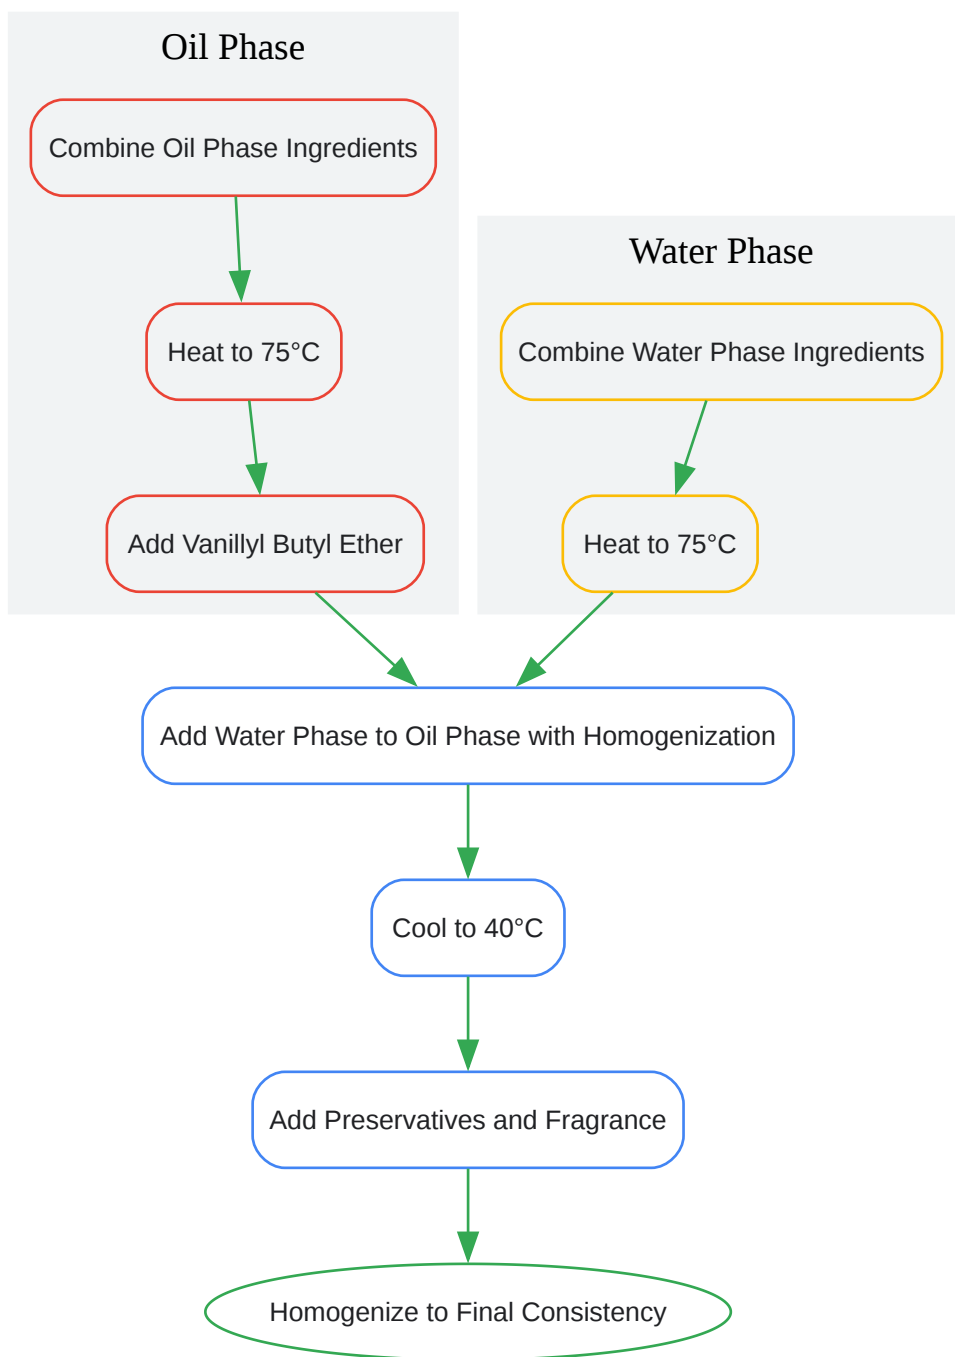 Oil Phase
Combine Oil Phase Ingredients
Heat to 75°C
Add Vanillyl Butyl Ether
Water Phase
Combine Water Phase Ingredients
Heat to 75°C
Add Water Phase to Oil Phase with Homogenization
Cool to 40°C
Add Preservatives and Fragrance
Homogenize to Final Consistency